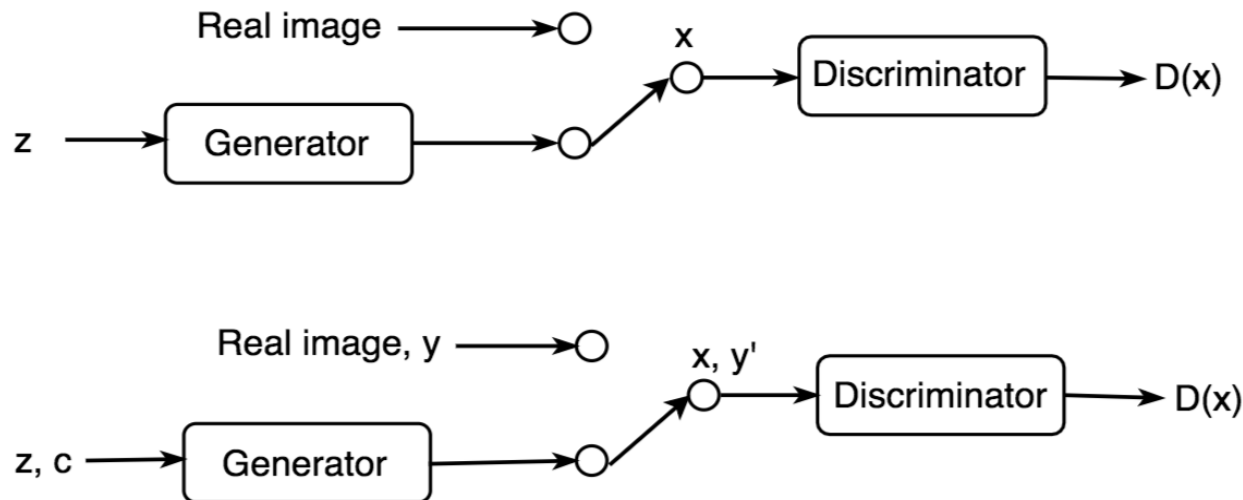 Real image
x
Discriminator
D(x)
z
Generator
Real image, y
x, y'
Discriminator
D(x)
z, c
Generator